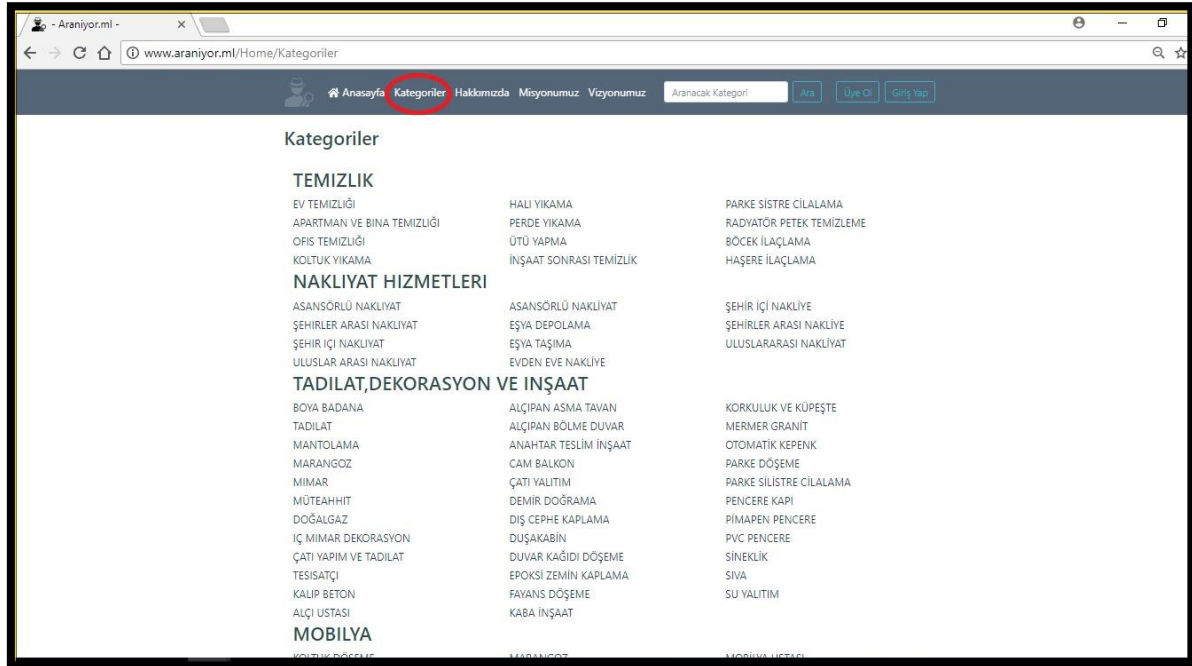 - Araniyor.ml -
www.araniyor.ml/Home/Kategoriler
Anasayfa Kategoriler Hakkımızda Misyonumuz Vizyonumuz Aranacak Kategori Ara Üye Ol Giriş Yap
Kategoriler
TEMIZLIK
EV TEMIZLIĞI HALI YIKAMA PARKE SİSTRE CİLALAMA
APARTMAN VE BINA TEMIZLIĞI PERDE YIKAMA RADYATÖR PETEK TEMİZLEME
OFIS TEMIZLIĞI ÜTÜ YAPMA BÖCEK İLAÇLAMA
KOLTUK YIKAMA İNŞAAT SONRASI TEMİZLİK HAŞERE İLAÇLAMA
NAKLIYAT HIZMETLERI
ASANSÖRLÜ NAKLIYAT ASANSÖRLÜ NAKLİYAT ŞEHİR İÇİ NAKLİYE
ŞEHIRLER ARASI NAKLIYAT EŞYA DEPOLAMA ŞEHİRLER ARASI NAKLİYE
ŞEHIR IÇI NAKLIYAT EŞYA TAŞIMA ULUSLARARASI NAKLİYAT
ULUSLAR ARASI NAKLIYAT EVDEN EVE NAKLİYE
TADILAT,DEKORASYON VE INŞAAT
BOYA BADANA ALÇIPAN ASMA TAVAN KORKULUK VE KÜPEŞTE
TADILAT ALÇIPAN BÖLME DUVAR MERMER GRANİT
MANTOLAMA ANAHTAR TESLİM İNŞAAT OTOMATİK KEPENK
MARANGOZ CAM BALKON PARKE DÖŞEME
MIMAR ÇATI YALITIM PARKE SİLİSTRE CİLALAMA
MÜTEAHHIT DEMİR DOĞRAMA PENCERE KAPI
DOĞALGAZ DIŞ CEPHE KAPLAMA PİMAPEN PENCERE
IÇ MIMAR DEKORASYON DUŞAKABİN PVC PENCERE
ÇATI YAPIM VE TADILAT DUVAR KAĞIDI DÖŞEME SİNEKLİK
TESISATÇI EPOKSİ ZEMİN KAPLAMA SIVA
KALIP BETON FAYANS DÖŞEME SU YALITIM
ALÇI USTASI KABA İNŞAAT
MOBILYA
KOLTUK DÖŞEME MARANGOZ MOBİLYA USTASI